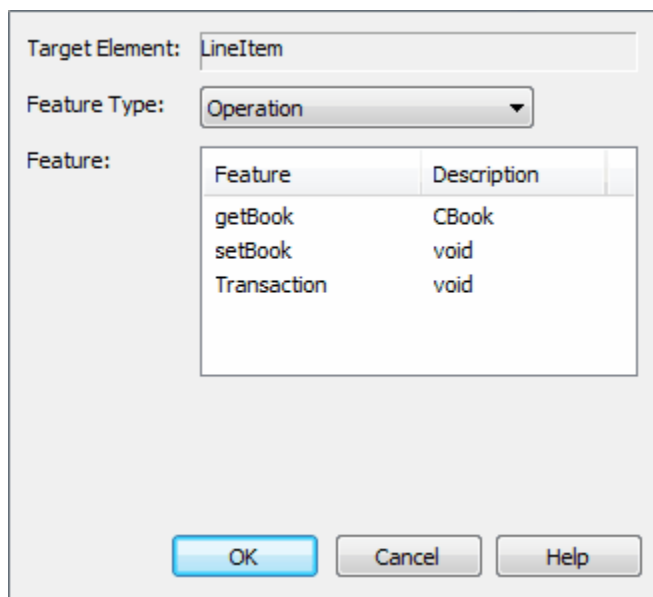 Target Element: LineItem
Feature Type: Operation
Feature:
Feature Description
getBook CBook
setBook void
Transaction void
OK Cancel Help